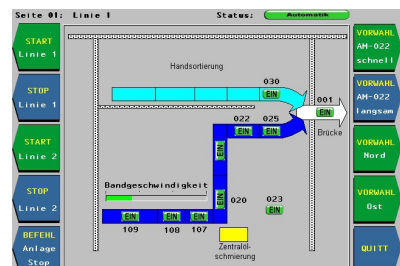 Seite 01: Linie 1 Status: Automatik
START
Linie 1
STOP
Linie 1
START
Linie 2
STOP
Linie 2
BEFEHL
Anlage
Stop
Handsortierung
030
EIN
001
EIN
Brücke
022 025
EIN EIN
EIN
Bandgeschwindigkeit
EIN
020
023
EIN
EIN EIN EIN
109 108 107
Zentralöl-
schmierung
VORWAHL
AM-022
schnell
VORWAHL
AM-022
langsam
VORWAHL
Nord
VORWAHL
Ost
QUITT